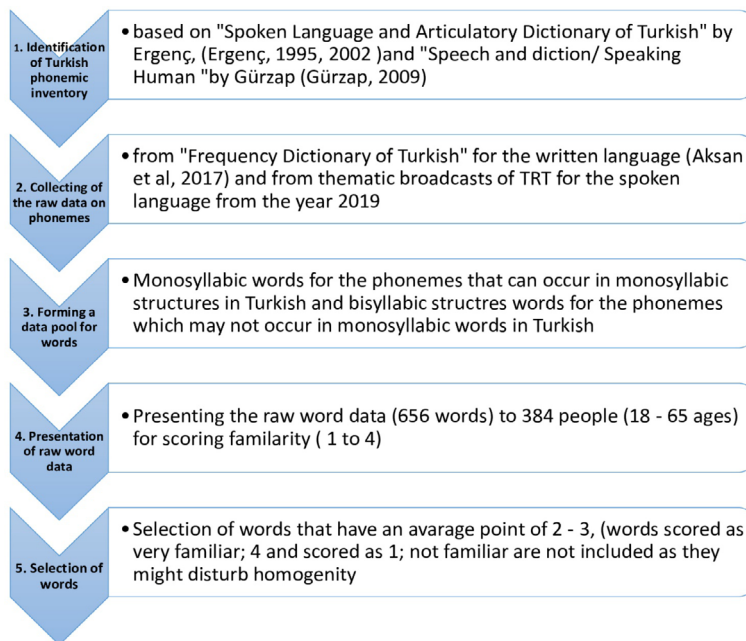 1. Identification
of Turkish
phonemic
inventory
• based on "Spoken Language and Articulatory Dictionary of Turkish" by
Ergenç, (Ergenç, 1995, 2002 )and "Speech and diction/ Speaking
Human "by Gürzap (Gürzap, 2009)
2. Collecting of
the raw data on
phonemes
• from "Frequency Dictionary of Turkish" for the written language (Aksan
et al, 2017) and from thematic broadcasts of TRT for the spoken
language from the year 2019
3. Forming a
data pool for
words
• Monosyllabic words for the phonemes that can occur in monosyllabic
structures in Turkish and bisyllabic structres words for the phonemes
which may not occur in monosyllabic words in Turkish
4. Presentation
of raw word
data
• Presenting the raw word data (656 words) to 384 people (18 - 65 ages)
for scoring familarity ( 1 to 4)
5. Selection of
words
• Selection of words that have an avarage point of 2 - 3, (words scored as
very familiar; 4 and scored as 1; not familiar are not included as they
might disturb homogenity